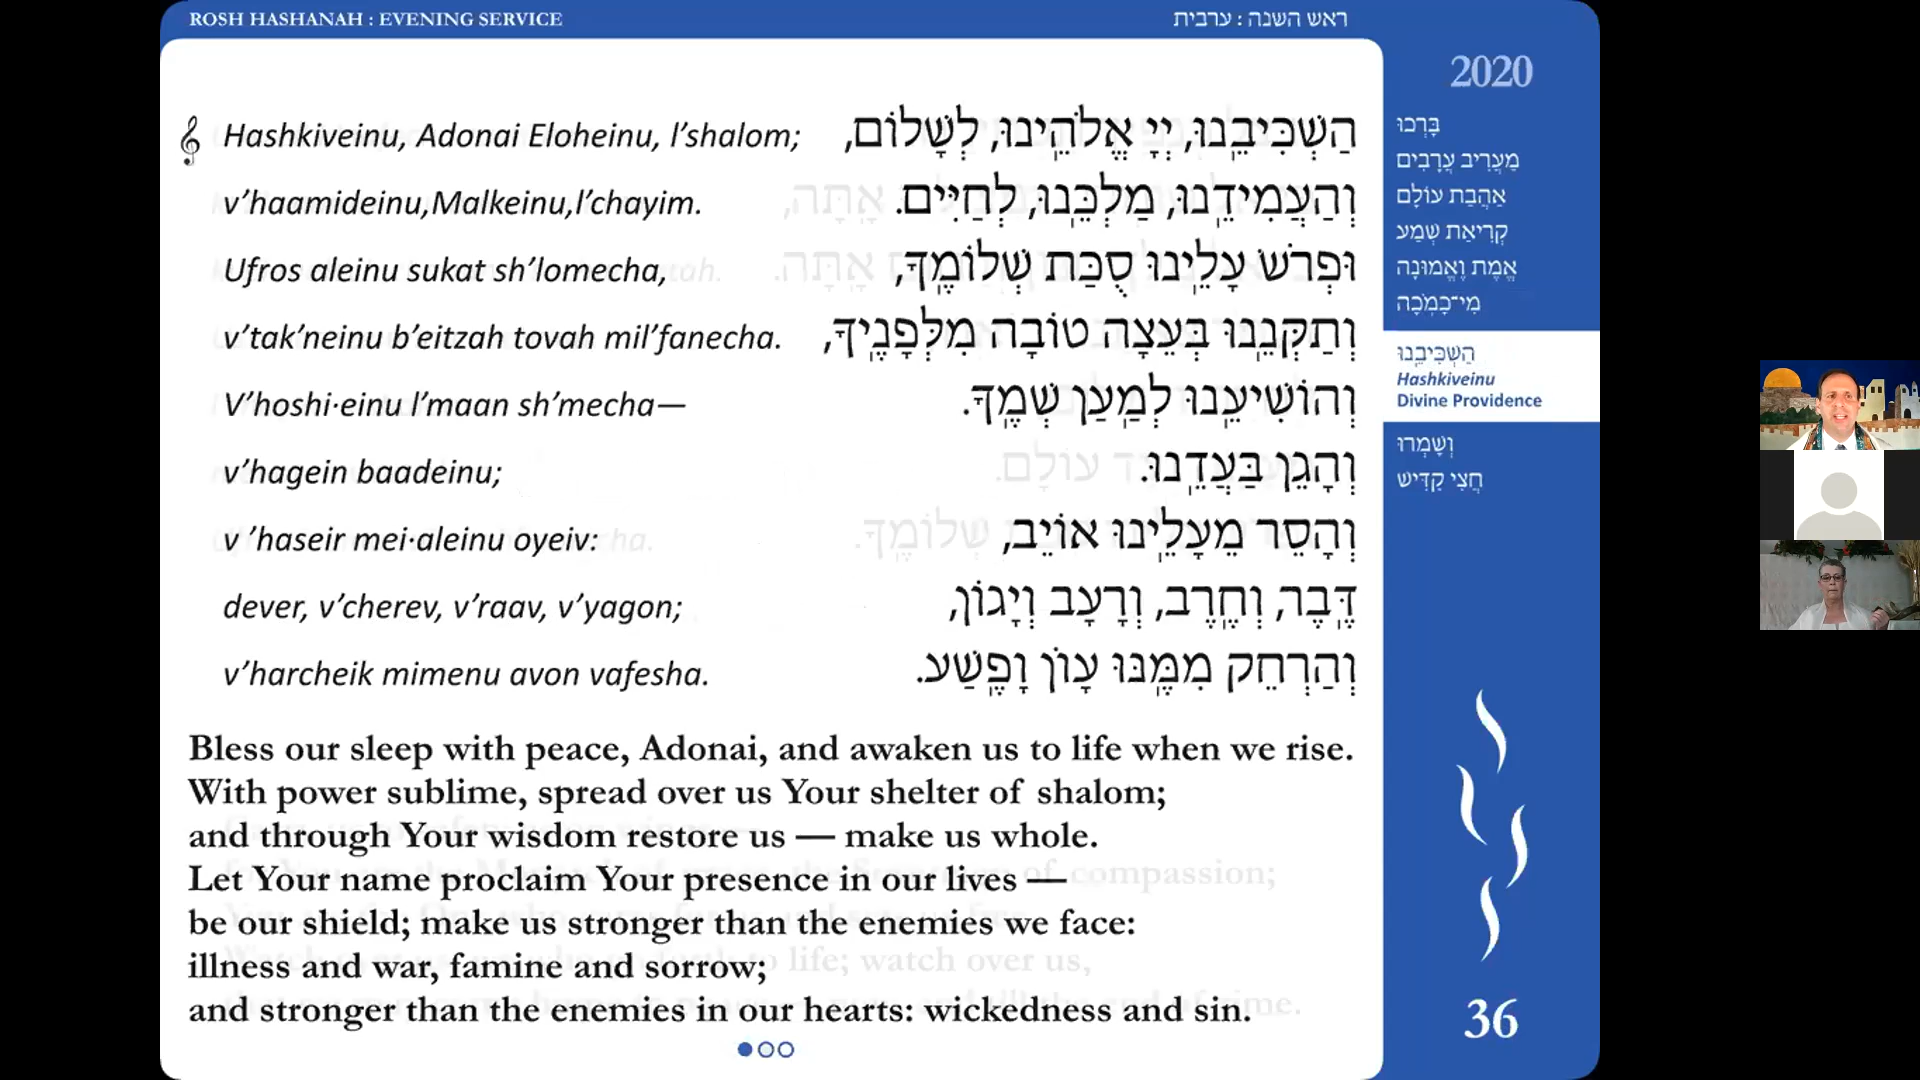 ROSH HASHANAH : EVENING SERVICE
ראש השנה : ערבית
2020
Hashkiveinu, Adonai Eloheinu, l’shalom;
הַשְׁכִּיבֵֽנוּ, יְיָ אֱלֹהֵֽינוּ, לְשָׁלוֹם,
v’haamideinu,Malkeinu,l’chayim.
וְהַעֲמִידֵֽנוּ, מַלְכֵּֽנוּ, לְחַיִּים.
Ufros aleinu sukat sh’lomecha,
וּפְרֹשׂ עָלֵֽינוּ סֻכַּת שְׁלוֹמֶֽךָ,
v’tak’neinu b’eitzah tovah mil’fanecha.
וְתַקְּנֵֽנוּ בְּעֵצָה טוֹבָה מִלְּפָנֶֽיךָ,
V’hoshi·einu l’maan sh’mecha—
וְהוֹשִׁיעֵֽנוּ לְמַֽעַן שְׁמֶֽךָ.
v’hagein baadeinu;
וְהָגֵן בַּעֲדֵֽנוּ.
v ’haseir mei·aleinu oyeiv:
וְהָסֵר מֵעָלֵֽינוּ אוֹיֵב,
dever, v’cherev, v’raav, v’yagon;
דֶּֽבֶר, וְחֶֽרֶב, וְרָעָב וְיָגוֹן,
v’harcheik mimenu avon vafesha.
וְהַרְחֵק מִמֶּֽנּוּ עָוֹן וָפֶֽשַׁע.
Bless our sleep with peace, Adonai, and awaken us to life when we rise.
With power sublime, spread over us Your shelter of shalom;
and through Your wisdom restore us — make us whole.
Let Your name proclaim Your presence in our lives —
be our shield; make us stronger than the enemies we face:
illness and war, famine and sorrow;
and stronger than the enemies in our hearts: wickedness and sin.
בָּרְכוּ
מַעֲרִיב עֲרָבִים
אַהֲבַת עוֹלָם
קְרִיאַת שְׁמַע
אֱמֶת וֶאֱמוּנָה
מִי־כָמֹֽכָה
הַשְׁכִּיבֵֽנוּ
Hashkiveinu
Divine Providence
וְשָׁמְרוּ
חֲצִי קַדִּישׁ
36